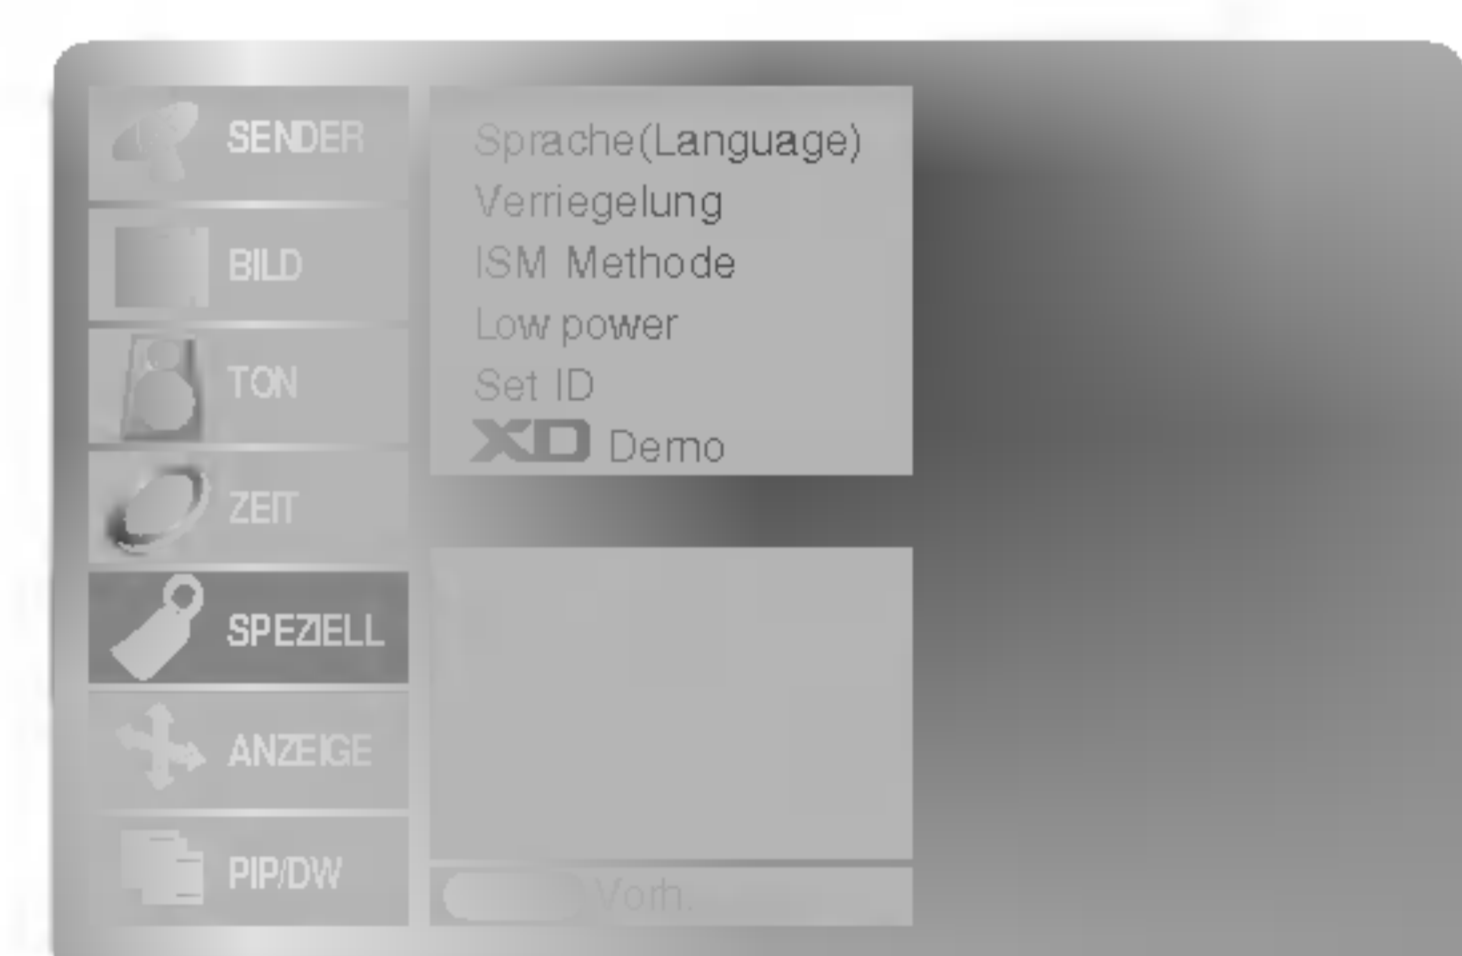 SENDER
BILD
TON
ZEIT
SPEZIELL
ANZEIGE
PIP/DW
Sprache(Language)
Verriegelung
ISM Methode
Low power
Set ID
XD Demo
Vorh.